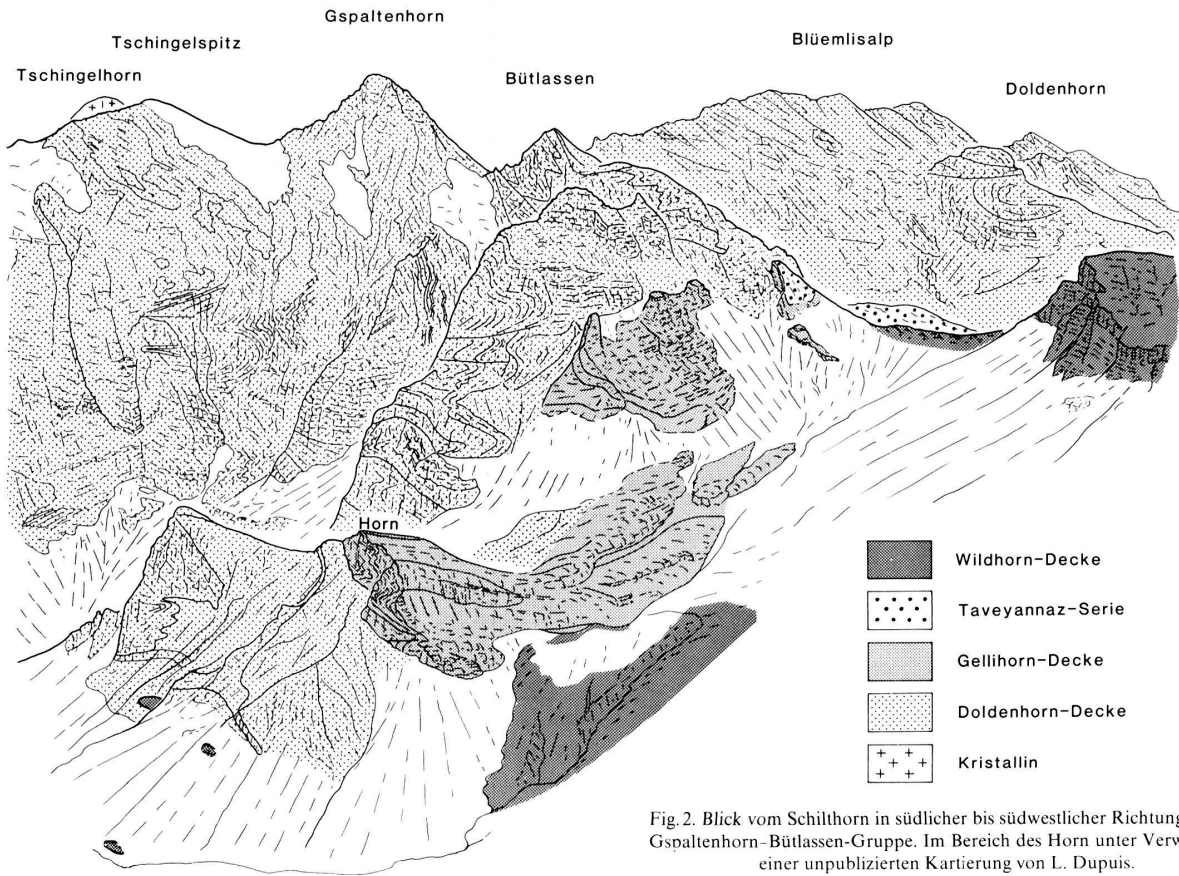 Gspaltenhorn
Tschingelspitz
Blüemlisalp
Tschingelhorn
Bütlassen
Doldenhorn
Horn
Wildhorn-Decke
Taveyannaz-Serie
Gellihorn-Decke
Doldenhorn-Decke
Kristallin
Fig. 2. Blick vom Schilthorn in südlicher bis südwestlicher Richtung
Gspaltenhorn-Bütlassen-Gruppe. Im Bereich des Horn unter
einer unpublizierten Kartierung von L. Dupuis.